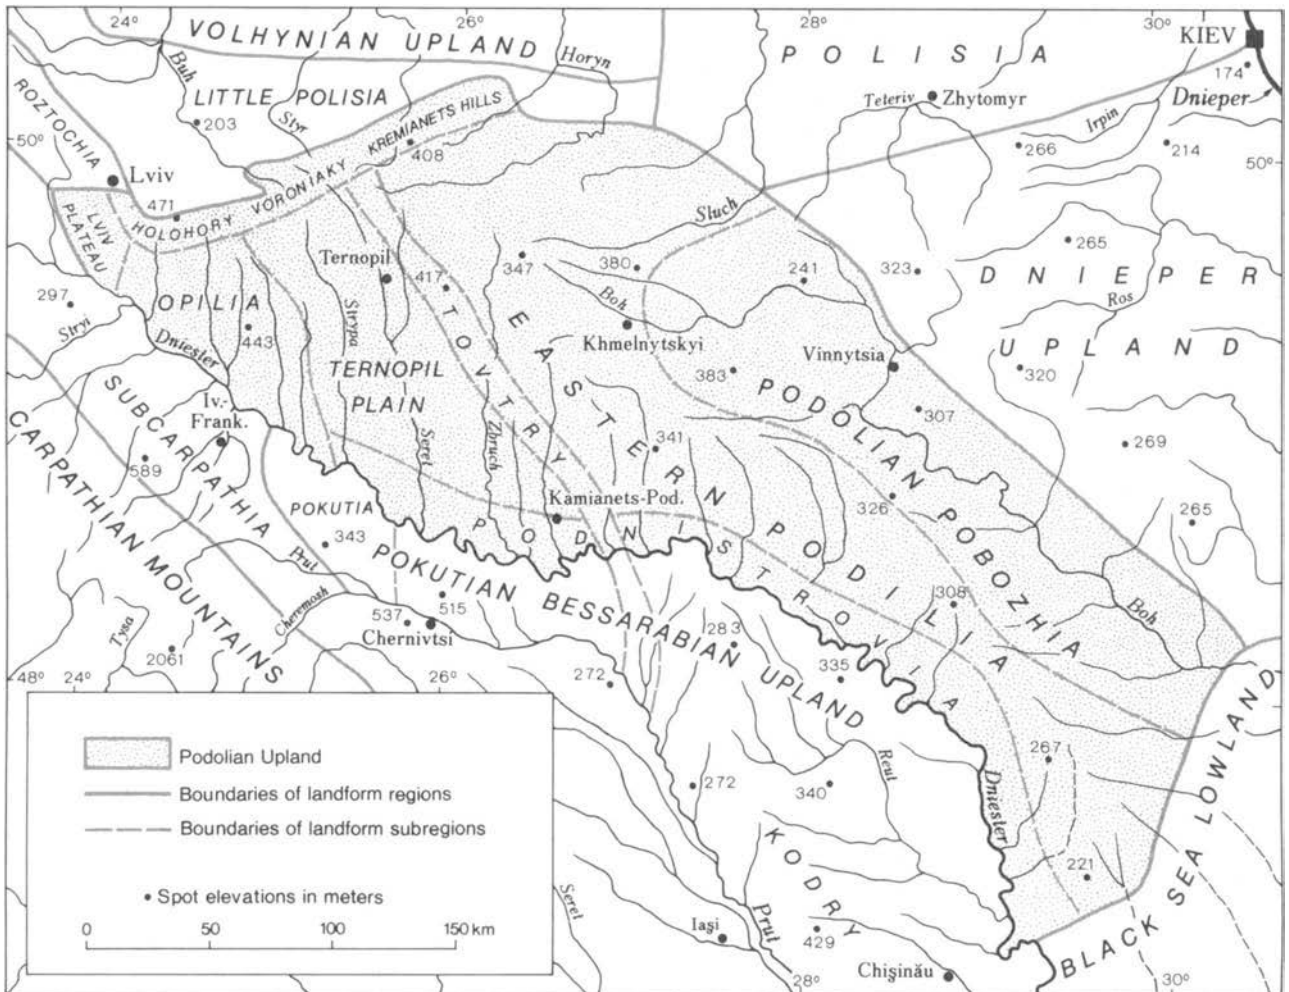 24°
26°
28°
30°
VOLHYNIAN UPLAND
Horyn
POLISIA
KIEV
174
Dnieper
Buh
LITTLE POLISIA
203
Styr
Teteriv
Zhytomyr
Irpin
ROZTOCHIA
KREMIANETS HILLS
408
266
214
50°
50°
Lviv
471
HOLOHORY
VORONIAKY
LVIV
PLATEAU
Sluch
265
DNIEPER
UPLAND
Ternopil
417
347
380
241
323
Ros
297
Stryi
OPILIA
443
Strypa
Boh
Khmelnytskyi
Vinnytsia
320
Dniester
TERNOPIL
PLAIN
TOVTRY
EASTERN PODILIA
383
PODOLIAN POBOZHIA
307
SUBCARPATHIA
Iv.-
Frank.
589
CARPATHIAN MOUNTAINS
Seret
Zbruch
341
269
326
265
Kamianets-Pod.
POKUTIA
343
PODNISTROVIA
Prut
POKUTIAN BESSARABIAN UPLAND
Cheremosh
537
515
Chernivtsi
Tysa
2061
308
Boh
283
335
272
48°
24°
26°
BLACK SEA LOWLAND
267
Reut
Dniester
272
340
KODRY
221
Podolian Upland
Boundaries of landform regions
Boundaries of landform subregions
Spot elevations in meters
0
50
100
150 km
Seret
Iaşi
Prut
429
Chişinău
28°
30°